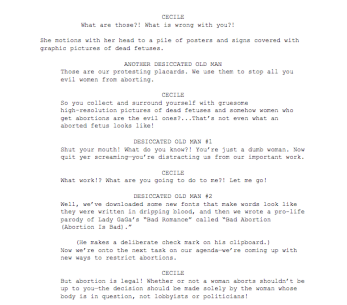 CECILE
What are those?! What is wrong with you?!
She motions with her head to a pile of posters and signs covered with
graphic pictures of dead fetuses.
ANOTHER DESICCATED OLD MAN
Those are our protesting placards. We use them to stop all you
evil women from aborting.
CECILE
So you collect and surround yourself with gruesome
high-resolution pictures of dead fetuses and somehow women who
get abortions are the evil ones?...That's not even what an
aborted fetus looks like!
DESICCATED OLD MAN #1
Shut your mouth! What do you know?! You're just a dumb woman. Now
quit yer screaming-you're distracting us from our important work.
CECILE
What work!? What are you going to do to me?! Let me go!
DESICCATED OLD MAN #2
Well, we've downloaded some new fonts that make words look like
they were written in dripping blood, and then we wrote a pro-life
parody of Lady GaGa's "Bad Romance" called "Bad Abortion
(Abortion Is Bad)."
(He makes a deliberate check mark on his clipboard.)
Now we're onto the next task on our agenda-we're coming up with
new ways to restrict abortions.
CECILE
But abortion is legal! Whether or not a woman aborts shouldn't be
up to you-the decision should be made solely by the woman whose
body is in question, not lobbyists or politicians!